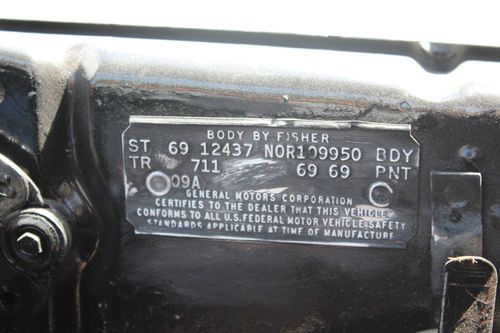 BODY BY FISHER
ST 69 12437 NOR109950 BDY
TR 711 69 69 PNT
09A
GENERAL MOTORS CORPORATION
CERTIFIES TO THE DEALER THAT THIS VEHICLE
CONFORMS TO ALL U.S. FEDERAL MOTOR VEHICLE SAFETY
STANDARDS APPLICABLE AT TIME OF MANUFACTURE